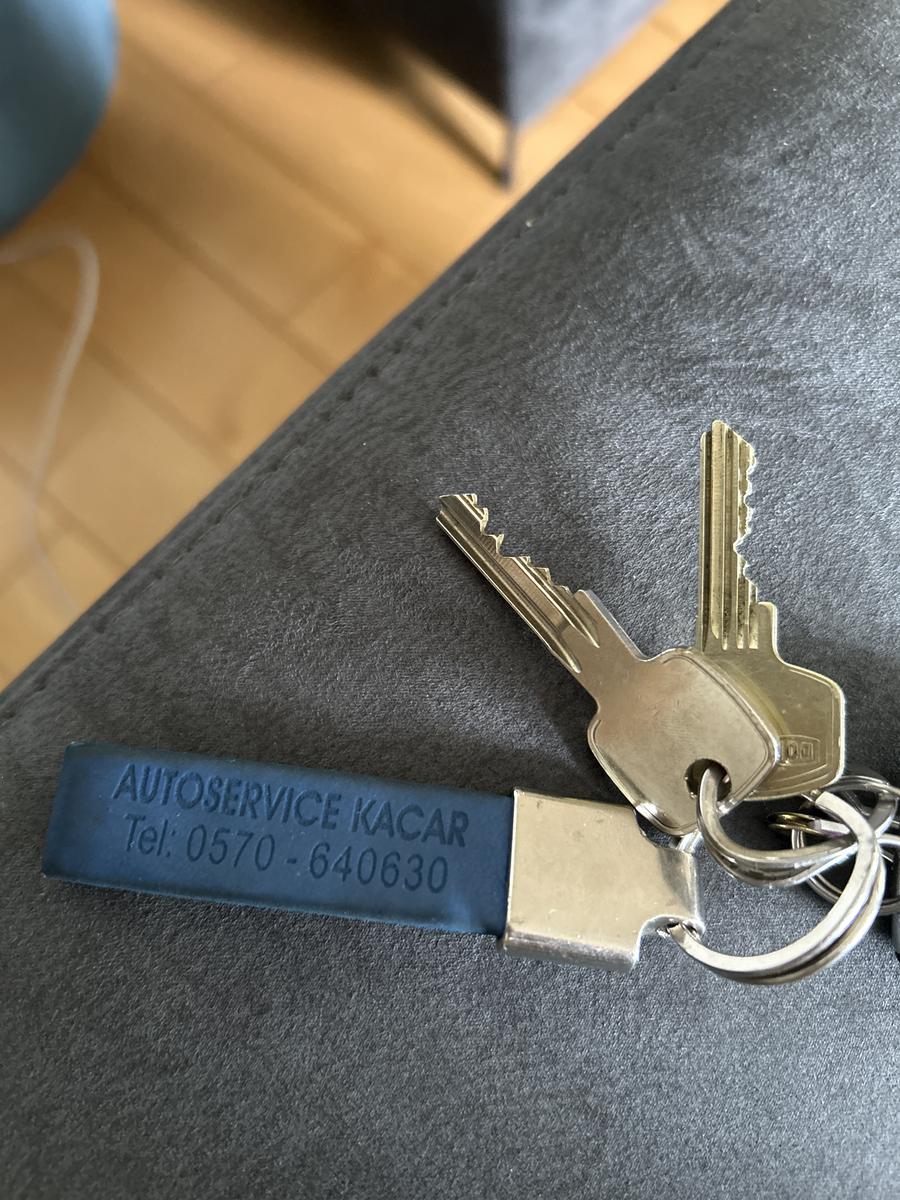 AUTOSERVICE KACAR
Tel: 0570 - 640630